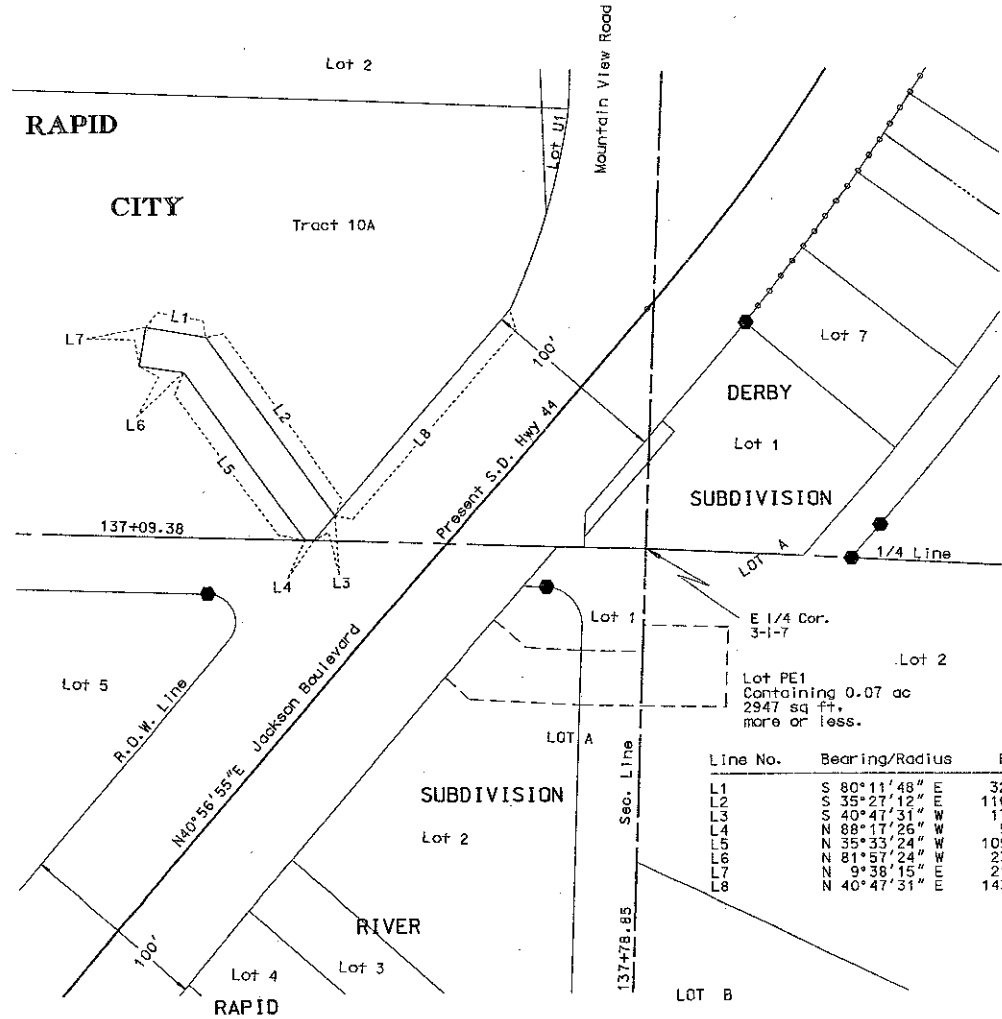 Lot 2
Mountain View Road
RAPID
Lot U1
CITY
Tract 10A
L1
L7
100'
Lot 7
DERBY
L2
L8
L6
L5
Present S.D. Hwy 44
Lot 1
SUBDIVISION
137+09.38
LOT A
1/4 Line
L4
L3
E 1/4 Cor.
3-1-7
Lot 1
Lot 2
Lot 5
R.O.W. Line
Jackson Boulevard
N40°56'55"E
Lot PE1
Containing 0.07 ac
2947 sq ft.
more or less.
LOT A
Sec. Line
SUBDIVISION
Lot 2
Line No. Bearing/Radius
L1 S 80°11'48" E
L2 S 35°27'12" E
L3 S 40°47'31" W
L4 N 88°17'26" W
L5 N 35°33'24" W
L6 N 81°57'24" W
L7 N 9°38'15" E
L8 N 40°47'31" E
RIVER
137+78.85
100'
Lot 4
Lot 3
RAPID
LOT B